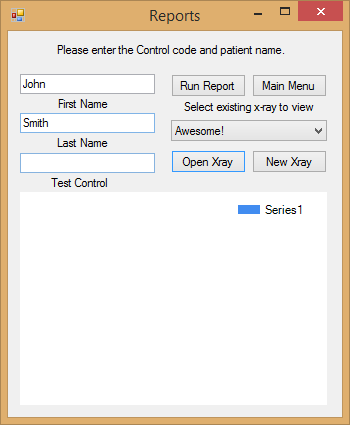 Reports
Please enter the Control code and patient name.
John
First Name
Smith
Last Name
Test Control
Run Report
Main Menu
Select existing x-ray to view
Awesome!
Open Xray
New Xray
Series1